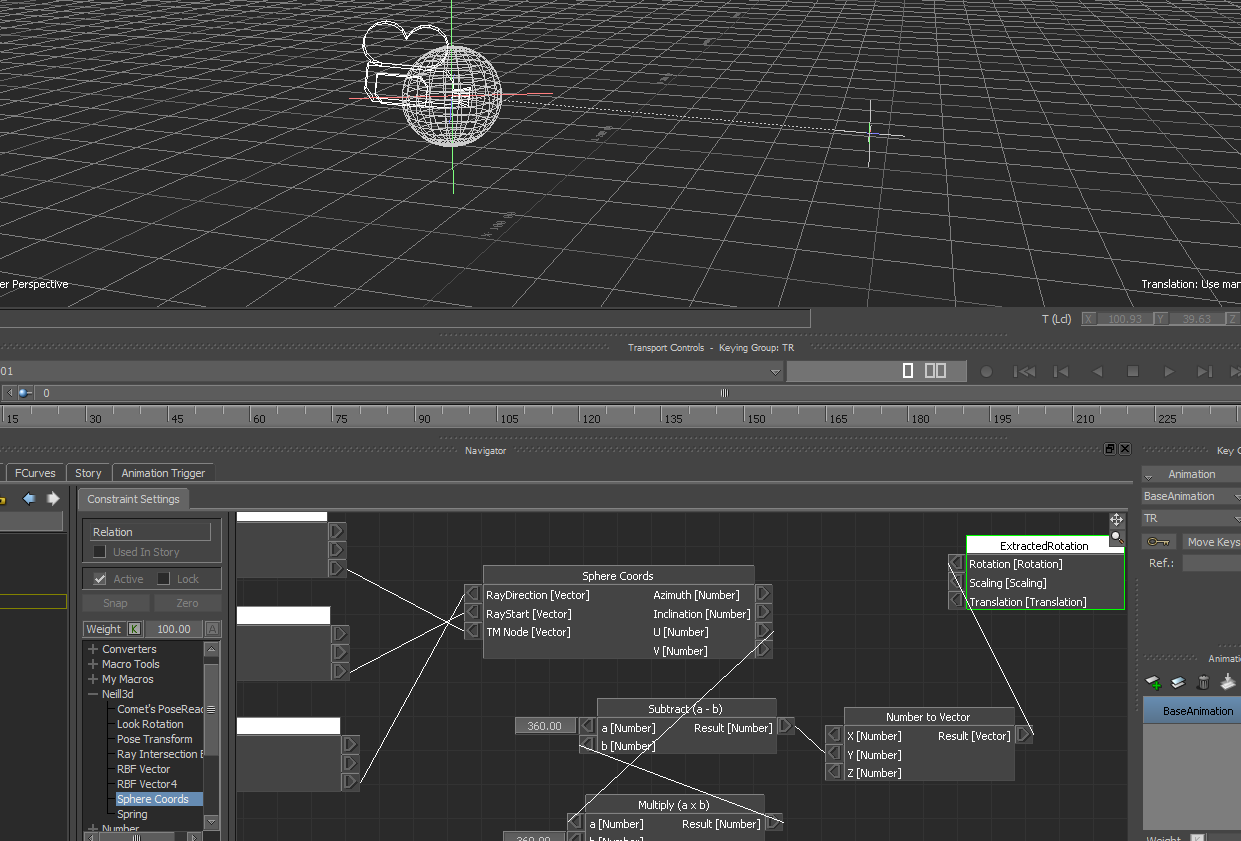 er Perspective
Translation: Use mar
T (Lcl) X 100.93 Y 39.63 Z
Transport Controls - Keying Group: TR
01
0
15 30 45 60 75 90 105 120 135 150 165 180 195 210 225
Navigator
Key C
FCurves Story Animation Trigger
Animation
Constraint Settings
BaseAnimation
Relation
TR
Used In Story
Move Keys
Ref.:
Active Lock
Snap Zero
Weight K 100.00 A
Converters
Macro Tools
My Macros
Neill3d
Comet's PoseRead
Look Rotation
Pose Transform
Ray Intersection
RBF Vector
RBF Vector4
Sphere Coords
Spring
Number
ExtractedRotation
Rotation [Rotation]
Scaling [Scaling]
Translation [Translation]
Sphere Coords
RayDirection [Vector] Azimuth [Number]
RayStart [Vector] Inclination [Number]
TM Node [Vector] U [Number]
V [Number]
Subtract (a - b)
360.00 a [Number] Result [Number]
b [Number]
Number to Vector
X [Number] Result [Vector]
Y [Number]
Z [Number]
Multiply (a x b)
a [Number] Result [Number]
360.00 b [Number]
Animati
BaseAnimation
Weight K